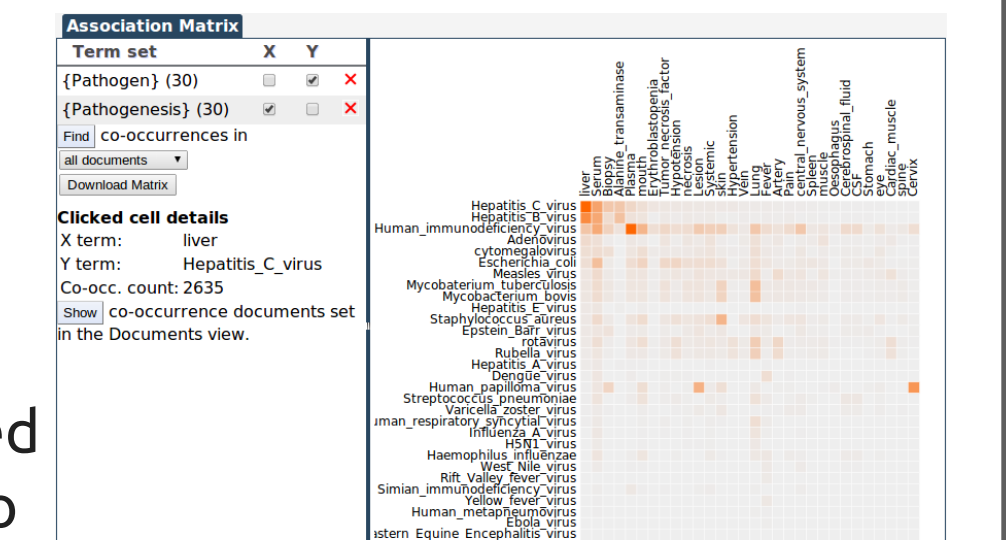 Association Matrix
Term set X Y
{Pathogen} (30)
{Pathogenesis} (30)
Find co-occurrences in
all documents
Download Matrix
Clicked cell details
X term: liver
Y term: Hepatitis_C_virus
Co-occ. count: 2635
Show co-occurrence documents set
in the Documents view.
liver
Serum
Biopsy
Alanine_transaminase
Plasma
mouth
Erythroblastopenia
Tumor_necrosis_factor
Hypotension
necrosis
Lesion
Systemic
skin
Hypertension
Vein
Lung
Fever
Artery
Pain
central_nervous_system
Spleen
muscle
Oesophagus
Cerebrospinal_fluid
CSF
Stomach
eye
Cardiac_muscle
spine
Cervix
Hepatitis_C_virus
Hepatitis_B_virus
Human_immunodeficiency_virus
Adenovirus
cytomegalovirus
Escherichia_coli
Measles_virus
Mycobaterium_tuberculosis
Mycobacterium_bovis
Hepatitis_E_virus
Staphylococcus_aureus
Epstein_Barr_virus
rotavirus
Rubella_virus
Hepatitis_A_virus
Dengue_virus
Human_papilloma_virus
Streptococcus_pneumoniae
Varicella_zoster_virus
uman_respiratory_syncytial_virus
Influenza_A_virus
H5N1_virus
Haemophilus_influenzae
West_Nile_virus
Rift_Valley_fever_virus
Simian_immunodeficiency_virus
Yellow_fever_virus
Human_metapneumovirus
Ebola_virus
astern_Equine_Encephalitis_virus
ed